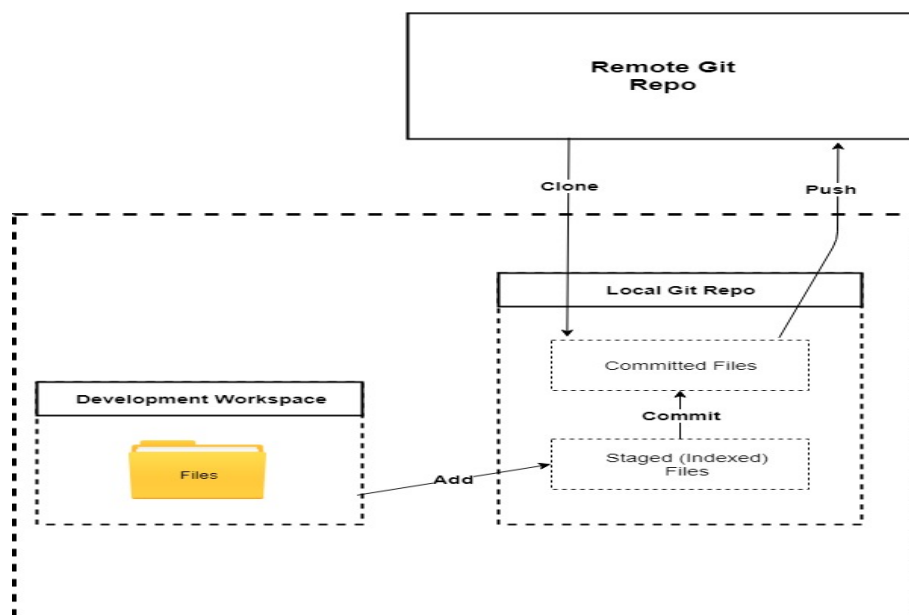 Remote Git
Repo
Clone
Push
Local Git Repo
Committed Files
Development Workspace
Commit
Files
Staged (Indexed)
Files
Add